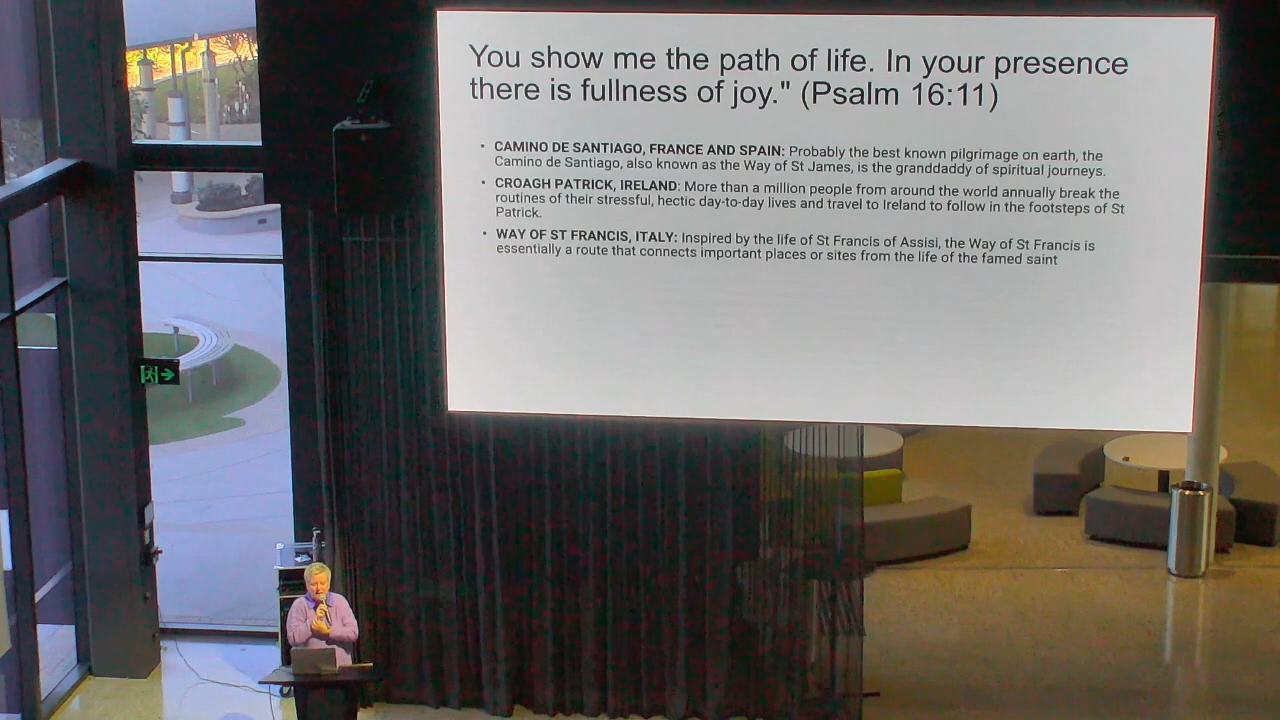 You show me the path of life. In your presence
there is fullness of joy." (Psalm 16:11)
• CAMINO DE SANTIAGO, FRANCE AND SPAIN: Probably the best known pilgrimage on earth, the
Camino de Santiago, also known as the Way of St James, is the granddaddy of spiritual journeys.
• CROAGH PATRICK, IRELAND: More than a million people from around the world annually break the
routines of their stressful, hectic day-to-day lives and travel to Ireland to follow in the footsteps of St
Patrick.
• WAY OF ST FRANCIS, ITALY: Inspired by the life of St Francis of Assisi, the Way of St Francis is
essentially a route that connects important places or sites from the life of the famed saint